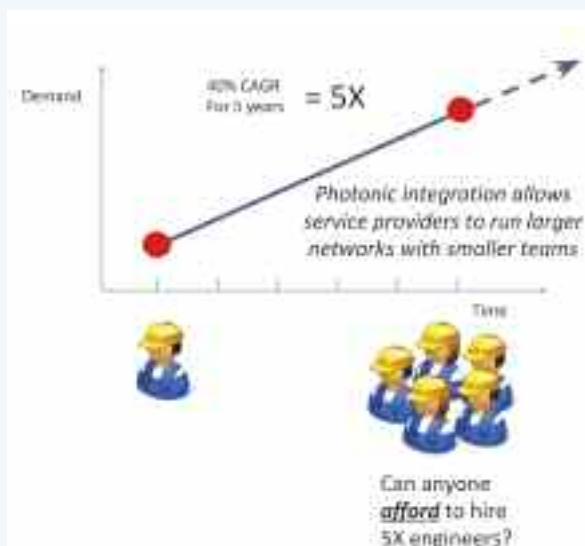 Demand
40% CAGR
For 5 years
= 5X
Photonic Integration allows
service providers to run larger
networks with smaller teams
Time
Can anyone
afford to hire
5X engineers?